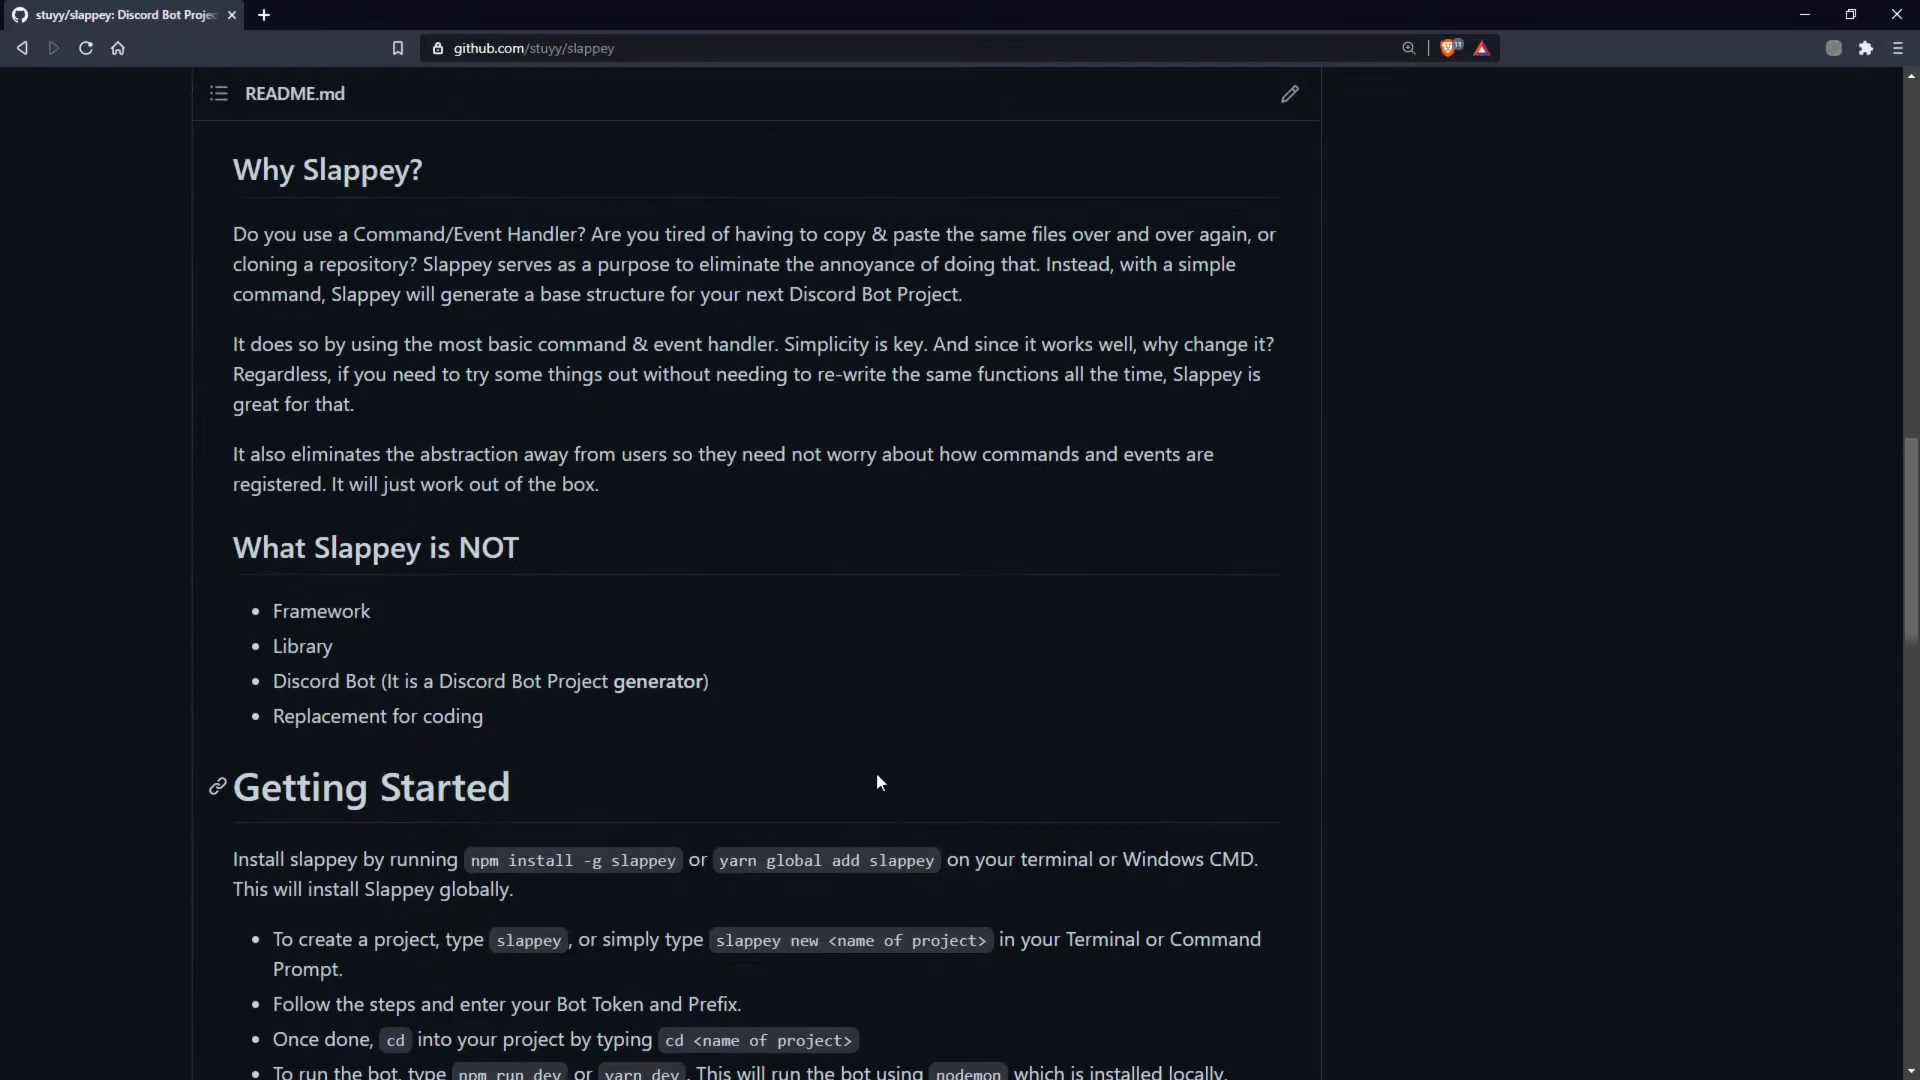 stuyy/slappey: Discord Bot Projec
github.com/stuyy/slappey
11
README.md
Why Slappey?
Do you use a Command/Event Handler? Are you tired of having to copy & paste the same files over and over again, or
cloning a repository? Slappey serves as a purpose to eliminate the annoyance of doing that. Instead, with a simple
command, Slappey will generate a base structure for your next Discord Bot Project.
It does so by using the most basic command & event handler. Simplicity is key. And since it works well, why change it?
Regardless, if you need to try some things out without needing to re-write the same functions all the time, Slappey is
great for that.
It also eliminates the abstraction away from users so they need not worry about how commands and events are
registered. It will just work out of the box.
What Slappey is NOT
• Framework
• Library
• Discord Bot (It is a Discord Bot Project generator)
• Replacement for coding
Getting Started
Install slappey by running npm install -g slappey or yarn global add slappey on your terminal or Windows CMD.
This will install Slappey globally.
• To create a project, type slappey, or simply type slappey new <name of project> in your Terminal or Command
Prompt.
• Follow the steps and enter your Bot Token and Prefix.
• Once done, cd into your project by typing cd <name of project>
• To run the bot, type npm run dev or yarn dev. This will run the bot using nodemon which is installed locally.